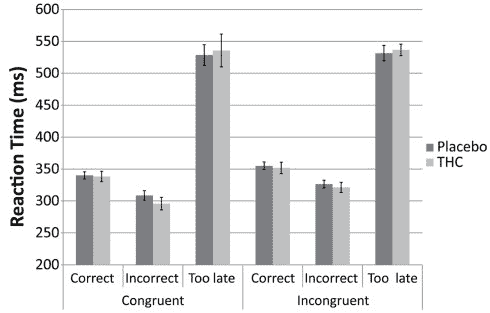 600
550
500
450
400
350
300
250
200
Reaction Time (ms)
Correct Incorrect Too late Correct Incorrect Too late
Congruent Incongruent
Placebo
THC